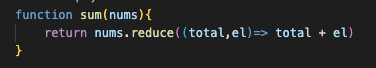 function sum(nums){
    return nums.reduce((total,el)=> total + el)
}